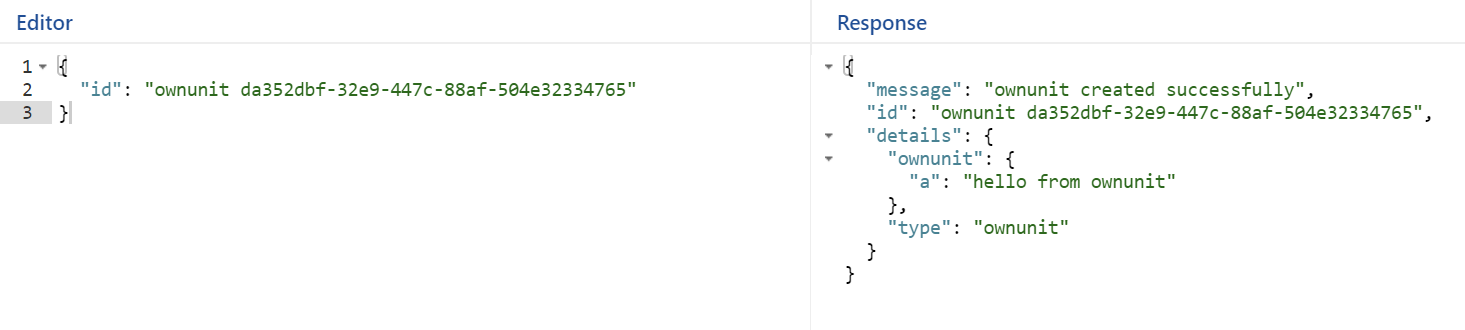 Editor
1 {
2 "id": "ownunit da352dbf-32e9-447c-88af-504e32334765"
3 }
Response
{
"message": "ownunit created successfully",
"id": "ownunit da352dbf-32e9-447c-88af-504e32334765",
"details": {
"ownunit": {
"a": "hello from ownunit"
},
"type": "ownunit"
}
}